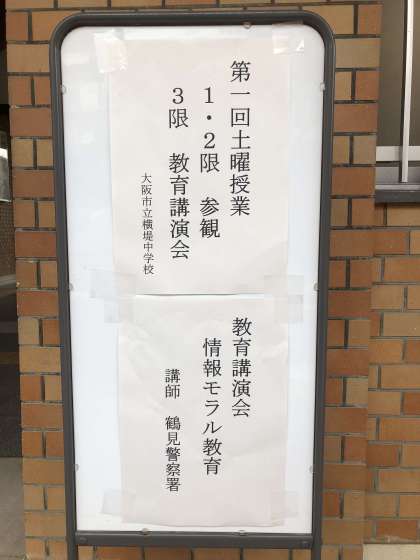 第一回土曜授業
１・２限　参観
３限　教育講演会
大阪市立横堤中学校
教育講演会
情報モラル教育
講師　鶴見警察署